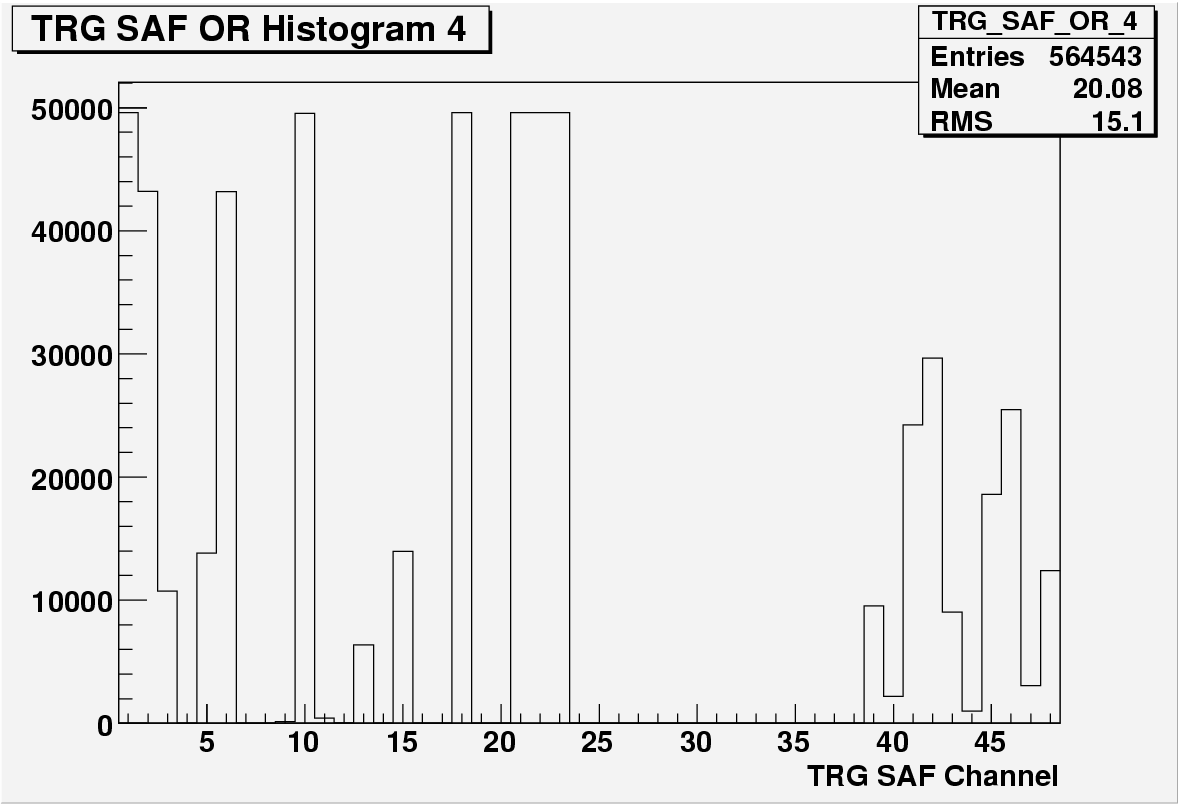 TRG SAF OR Histogram 4
TRG_SAF_OR_4
Entries 564543
Mean 20.08
RMS 15.1
50000
40000
30000
20000
10000
0
5 10 15 20 25 30 35 40 45
TRG SAF Channel